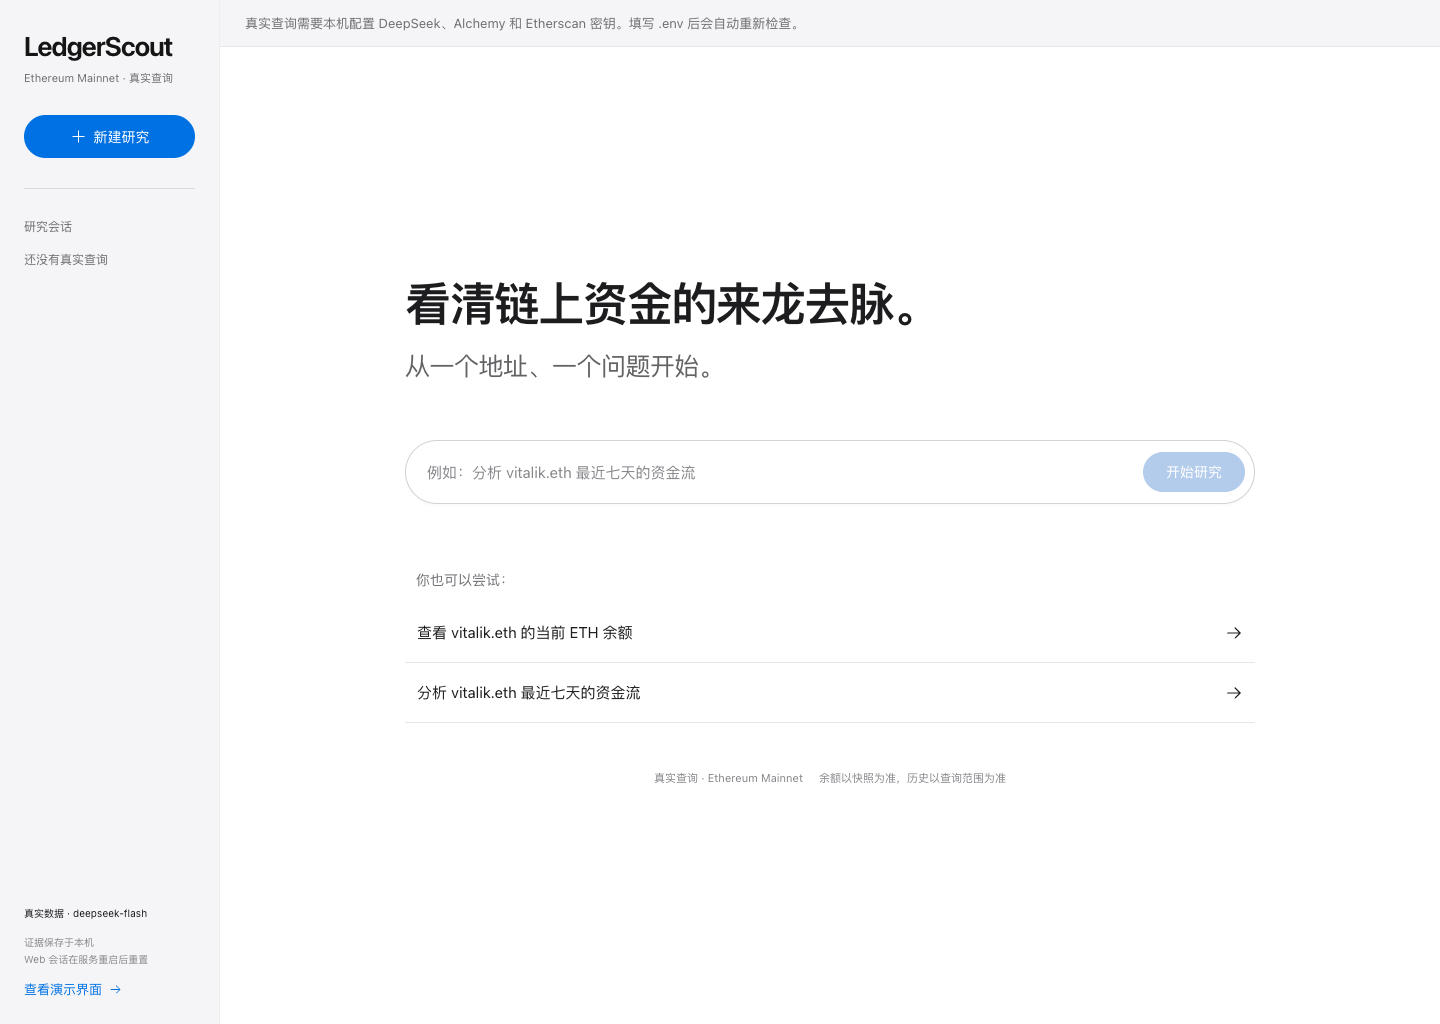 LedgerScout
Ethereum Mainnet · 真实查询
新建研究
研究会话
还没有真实查询
真实数据 · deepseek-flash
证据保存于本机
Web 会话在服务重启后重置
查看演示界面 →
真实查询需要本机配置 DeepSeek、Alchemy 和 Etherscan 密钥。填写 .env 后会自动重新检查。
看清链上资金的来龙去脉。
从一个地址、一个问题开始。
例如：分析 vitalik.eth 最近七天的资金流
开始研究
你也可以尝试：
查看 vitalik.eth 的当前 ETH 余额 →
分析 vitalik.eth 最近七天的资金流 →
真实查询 · Ethereum Mainnet 余额以快照为准，历史以查询范围为准